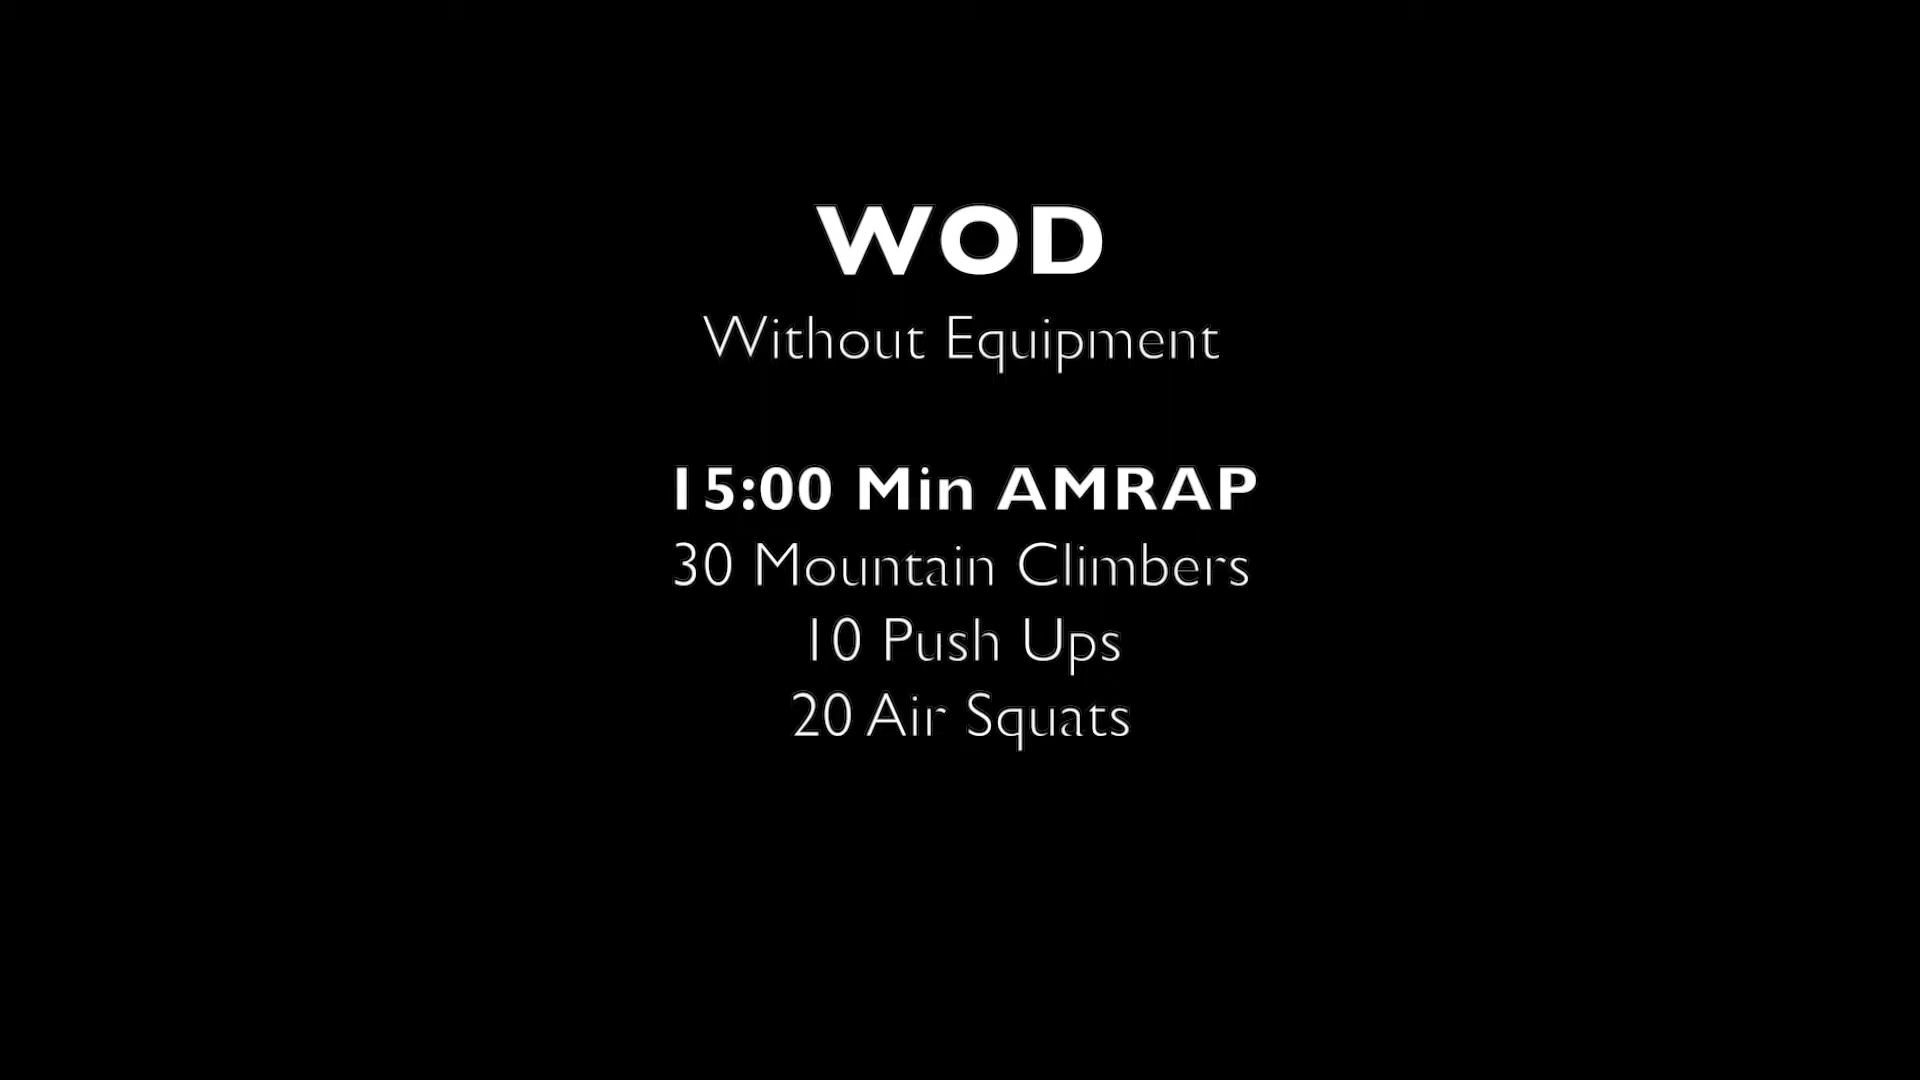 WOD
Without Equipment
15:00 Min AMRAP
30 Mountain Climbers
10 Push Ups
20 Air Squats